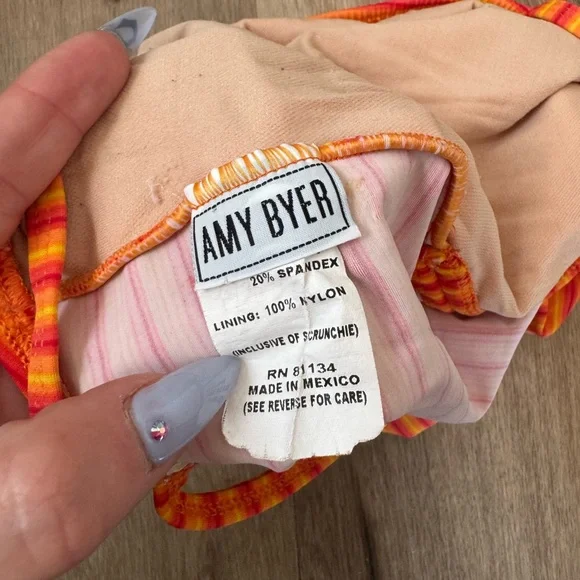 AMY BYER
20% SPANDEX
LINING: 100% NYLON
(INCLUSIVE OF SCRUNCHIE)
RN 81134
MADE IN MEXICO
(SEE REVERSE FOR CARE)